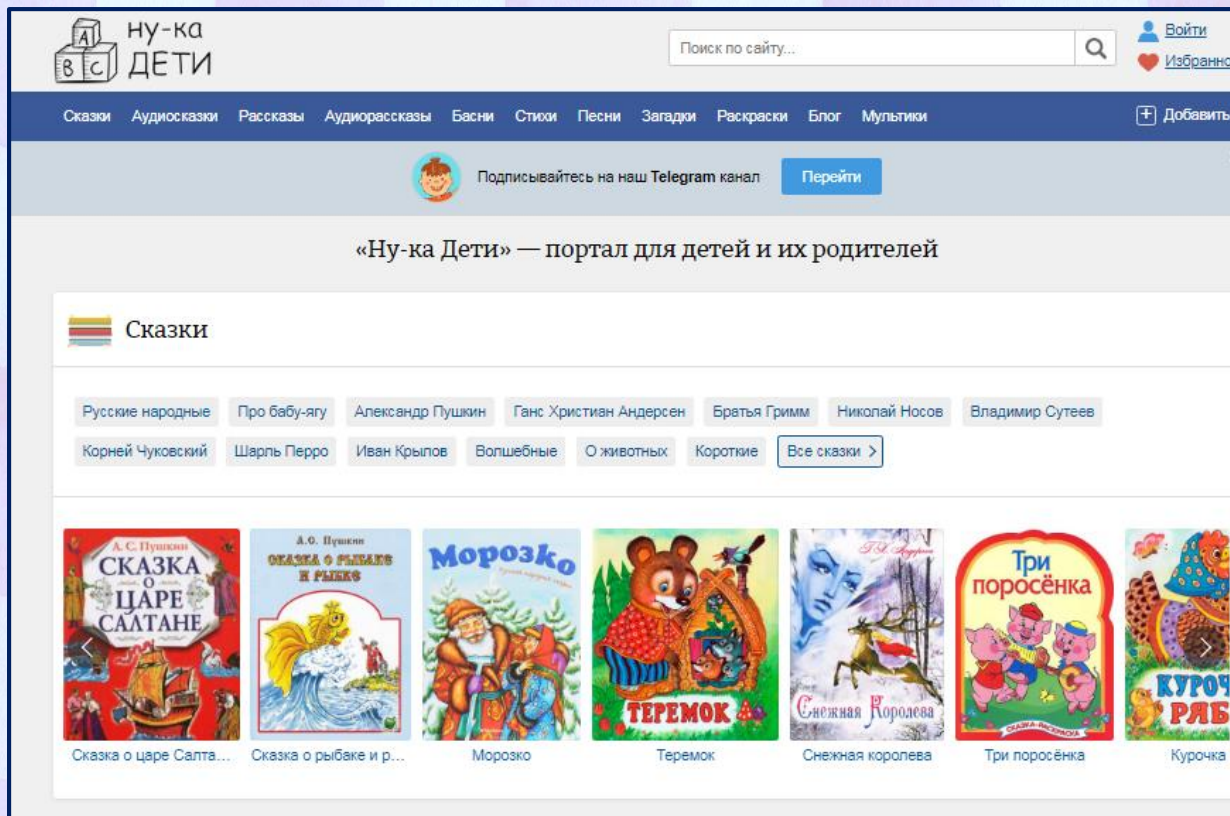 ну-ка
ДЕТИ
A
B C
Поиск по сайту...
Войти
Избранно
Сказки Аудиосказки Рассказы Аудиорассказы Басни Стихи Песни Загадки Раскраски Блог Мультики
Добавить
Подписывайтесь на наш Telegram канал Перейти
«Ну-ка Дети» — портал для детей и их родителей
Сказки
Русские народные Про бабу-ягу Александр Пушкин Ганс Христиан Андерсен Братья Гримм Николай Носов Владимир Сутеев
Корней Чуковский Шарль Перро Иван Крылов Волшебные О животных Короткие Все сказки >
А. С. Пушкин
СКАЗКА
О
ЦАРЕ
САЛТАНЕ
А.С. Пушкин
СКАЗКА О РЫБАКЕ
И РЫБКЕ
Морозко
ТЕРЕМОК
Снежная Королева
Три
поросёнка
СКАЗКА-РАСКРАСКА
КУРОЧ
РЯБ
Сказка о царе Салта... Сказка о рыбаке и р... Морозко Теремок Снежная королева Три поросёнка Курочка